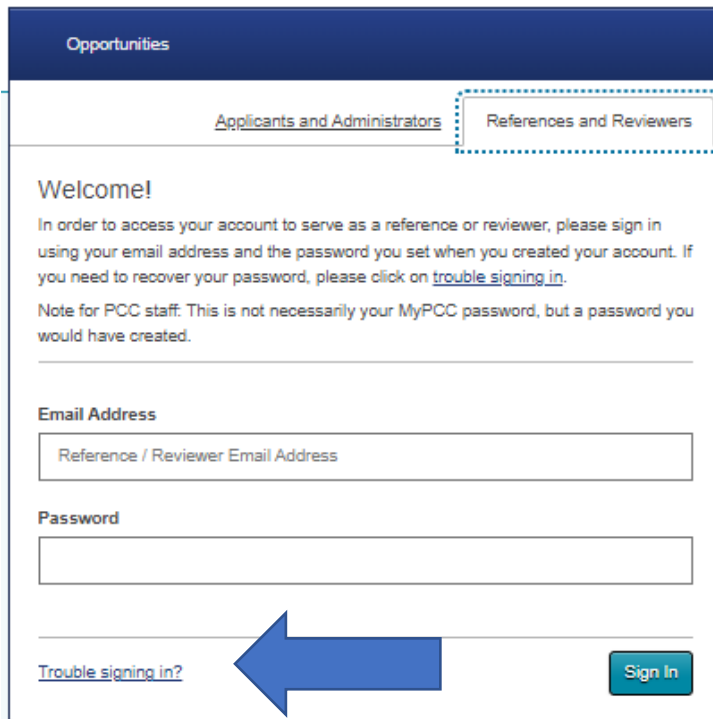 Opportunities
Applicants and Administrators
References and Reviewers
Welcome!
In order to access your account to serve as a reference or reviewer, please sign in
using your email address and the password you set when you created your account. If
you need to recover your password, please click on trouble signing in.
Note for PCC staff: This is not necessarily your MyPCC password, but a password you
would have created.
Email Address
Reference / Reviewer Email Address
Password
Trouble signing in?
Sign In